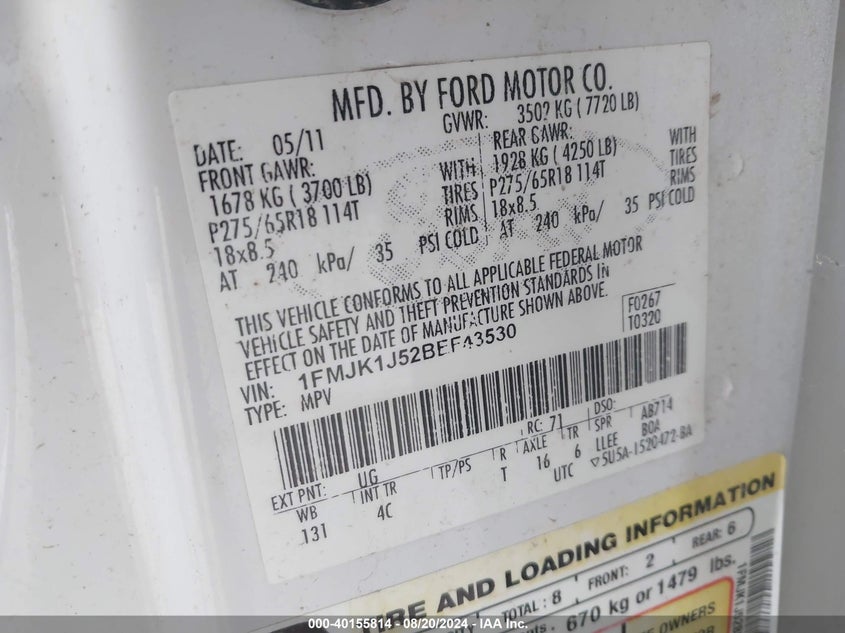 MFD. BY FORD MOTOR CO.
DATE: 05/11 GVWR: 3502 KG ( 7720 LB)
FRONT GAWR: REAR GAWR:
1678 KG ( 3700 LB) WITH 1928 KG ( 4250 LB) WITH
P275/65R18 114T TIRES P275/65R18 114T TIRES
18x8.5 RIMS 18x8.5 RIMS
AT 240 kPa/ 35 PSI COLD AT 240 kPa/ 35 PSI COLD
THIS VEHICLE CONFORMS TO ALL APPLICABLE FEDERAL MOTOR
VEHICLE SAFETY AND THEFT PREVENTION STANDARDS IN
EFFECT ON THE DATE OF MANUFACTURE SHOWN ABOVE.
F0267
T0320
VIN: 1FMJK1J52BEF43530
TYPE: MPV
EXT PNT: UG RC: 71 DSO:
WB INT TR TP/PS R AXLE TR SPR AB714
131 4C T 16 6 LLEE BOA
UTC ▽5U5A-1520472-BA
TIRE AND LOADING INFORMATION
TOTAL: 8 FRONT: 2 REAR: 6
670 kg or 1479 lbs.
OWNERS
000-40155814 - 08/20/2024 - IAA Inc.